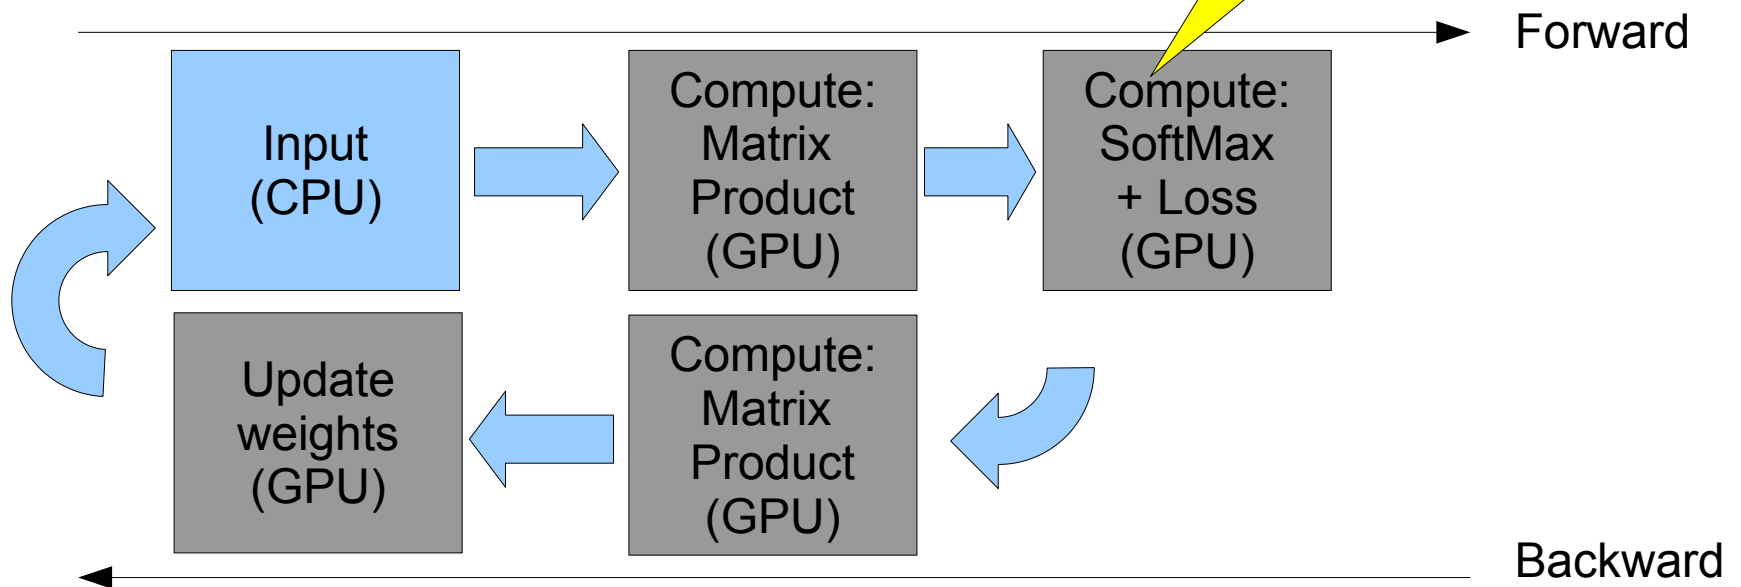 Forward
Input
(CPU)
Compute:
Matrix
Product
(GPU)
Compute:
SoftMax
+ Loss
(GPU)
Update
weights
(GPU)
Compute:
Matrix
Product
(GPU)
Backward